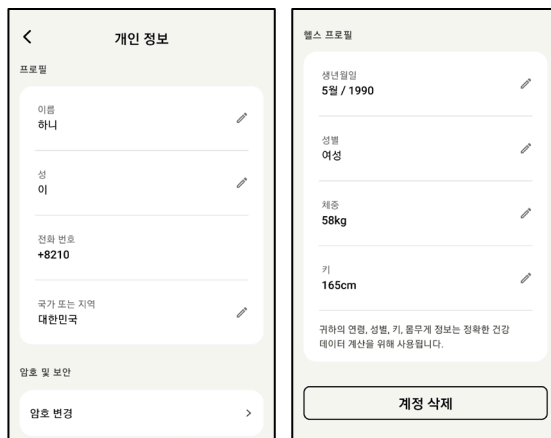 개인 정보
프로필
이름
하니
성
이
전화 번호
+8210
국가 또는 지역
대한민국
암호 및 보안
암호 변경
헬스 프로필
생년월일
5월 / 1990
성별
여성
체중
58kg
키
165cm
귀하의 연령, 성별, 키, 몸무게 정보는 정확한 건강
데이터 계산을 위해 사용됩니다.
계정 삭제